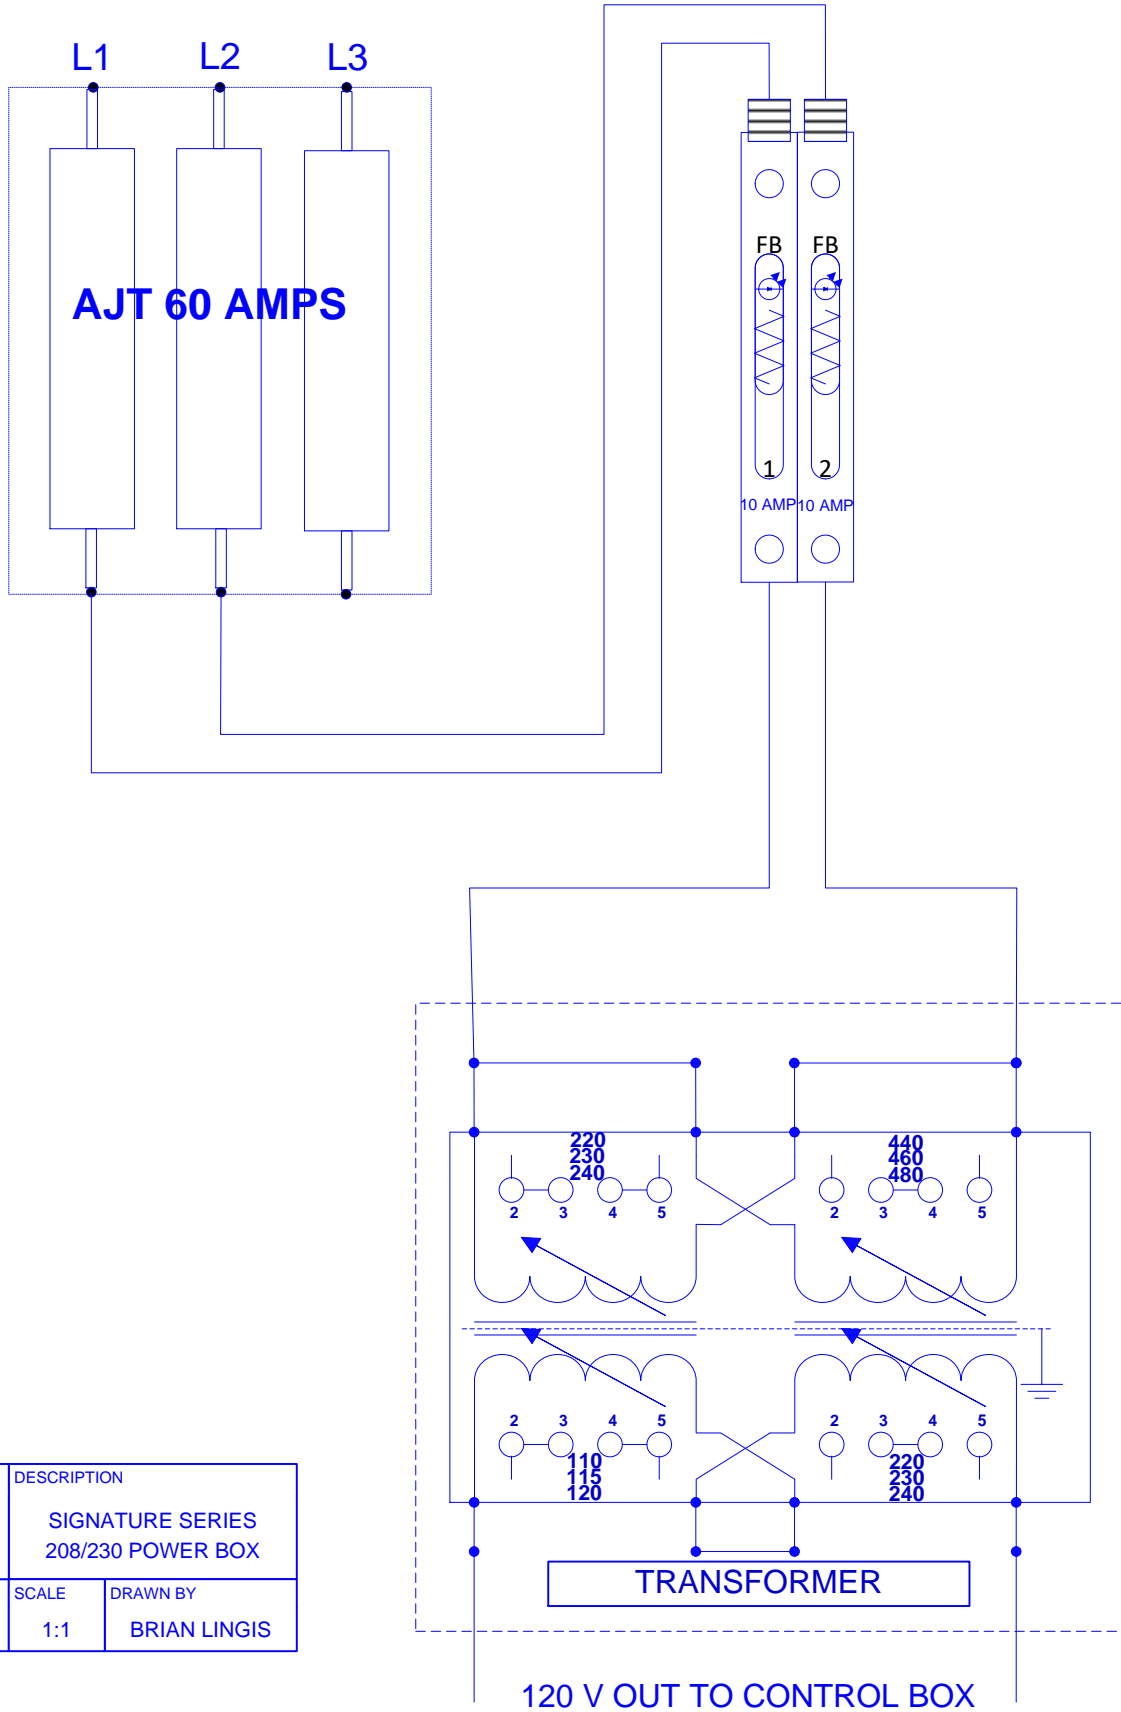 L1 L2 L3
AJT 60 AMPS
FB FB
1 2
10 AMP 10 AMP
220 440
230 460
240 480
2 3 4 5 2 3 4 5
2 3 4 5 2 3 4 5
110 220
115 230
120 240
TRANSFORMER
120 V OUT TO CONTROL BOX
DESCRIPTION
SIGNATURE SERIES
208/230 POWER BOX
SCALE DRAWN BY
1:1 BRIAN LINGIS